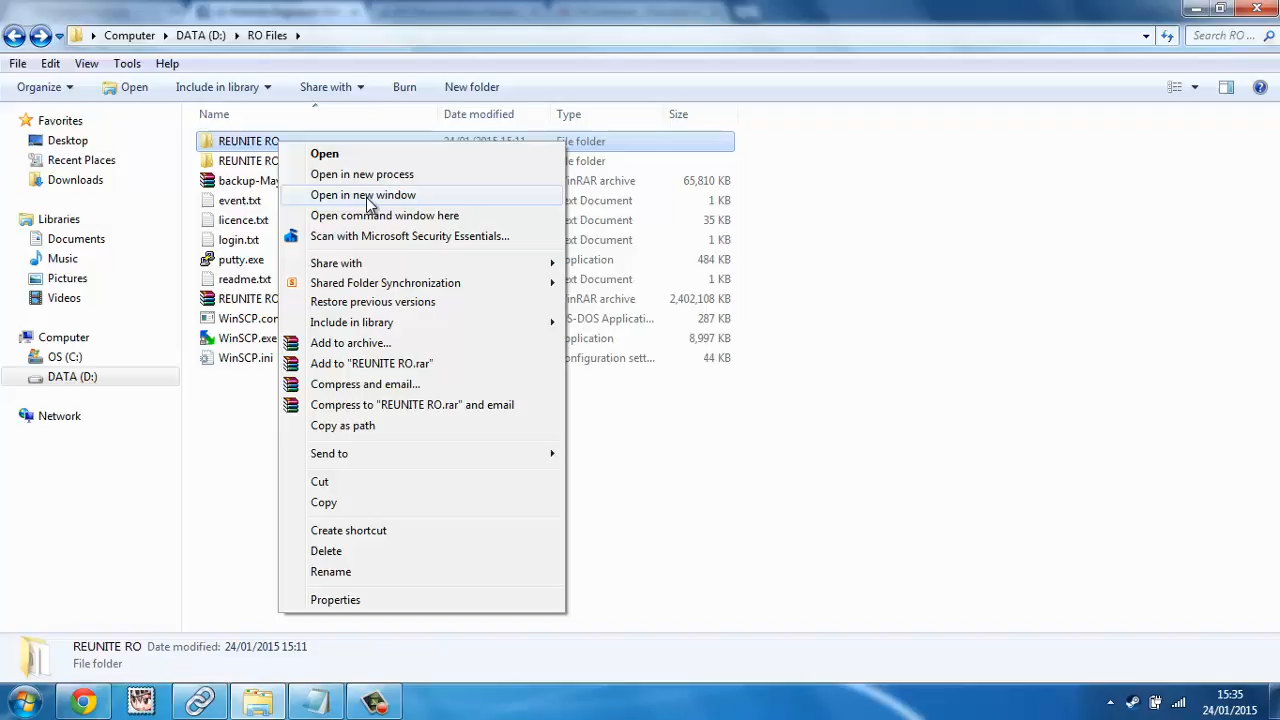 Computer DATA (D:) RO Files
Search RO ...
File Edit View Tools Help
Organize Open Include in library Share with Burn New folder
Name Date modified Type Size
Favorites
Desktop
Recent Places
Downloads
Libraries
Documents
Music
Pictures
Videos
Computer
OS (C:)
DATA (D:)
Network
REUNITE RO 24/01/2015 15:11 File folder
REUNITE RO le folder
backup-May inRAR archive 65,810 KB
event.txt ext Document 1 KB
licence.txt ext Document 35 KB
login.txt ext Document 1 KB
putty.exe pplication 484 KB
readme.txt ext Document 1 KB
REUNITE RO inRAR archive 2,402,108 KB
WinSCP.con S-DOS Applicati... 287 KB
WinSCP.exe pplication 8,997 KB
WinSCP.ini onfiguration sett... 44 KB
Open
Open in new process
Open in new window
Open command window here
Scan with Microsoft Security Essentials...
Share with
Shared Folder Synchronization
Restore previous versions
Include in library
Add to archive...
Add to "REUNITE RO.rar"
Compress and email...
Compress to "REUNITE RO.rar" and email
Copy as path
Send to
Cut
Copy
Create shortcut
Delete
Rename
Properties
REUNITE RO Date modified: 24/01/2015 15:11
File folder
15:35
24/01/2015